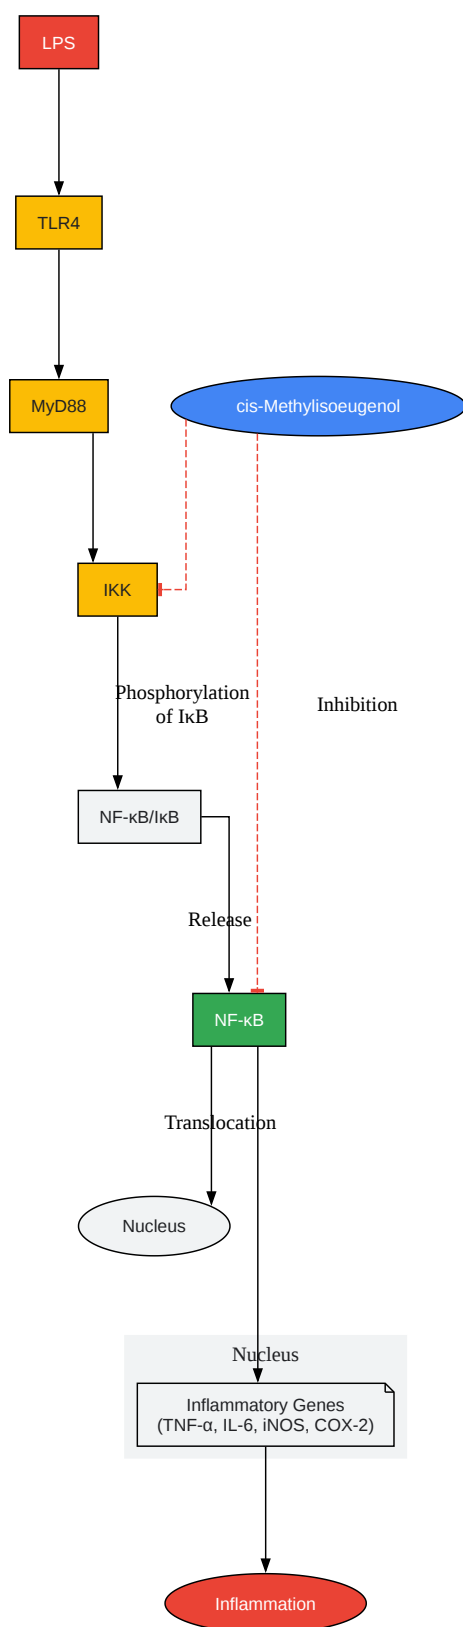 LPS
TLR4
MyD88
cis-Methylisoeugenol
IKK
Phosphorylation
of IκB
Inhibition
NF-κB/IκB
Release
NF-κB
Translocation
Nucleus
Nucleus
Inflammatory Genes
(TNF-α, IL-6, iNOS, COX-2)
Inflammation